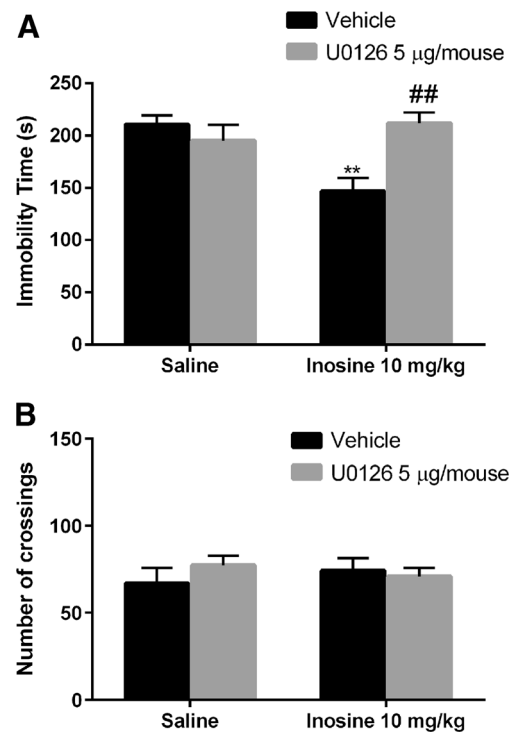 A
Vehicle
U0126 5 μg/mouse
Immobility Time (s)
250
200
150
100
50
0
**
##
Saline
Inosine 10 mg/kg
B
Vehicle
U0126 5 μg/mouse
Number of crossings
150
100
50
0
Saline
Inosine 10 mg/kg